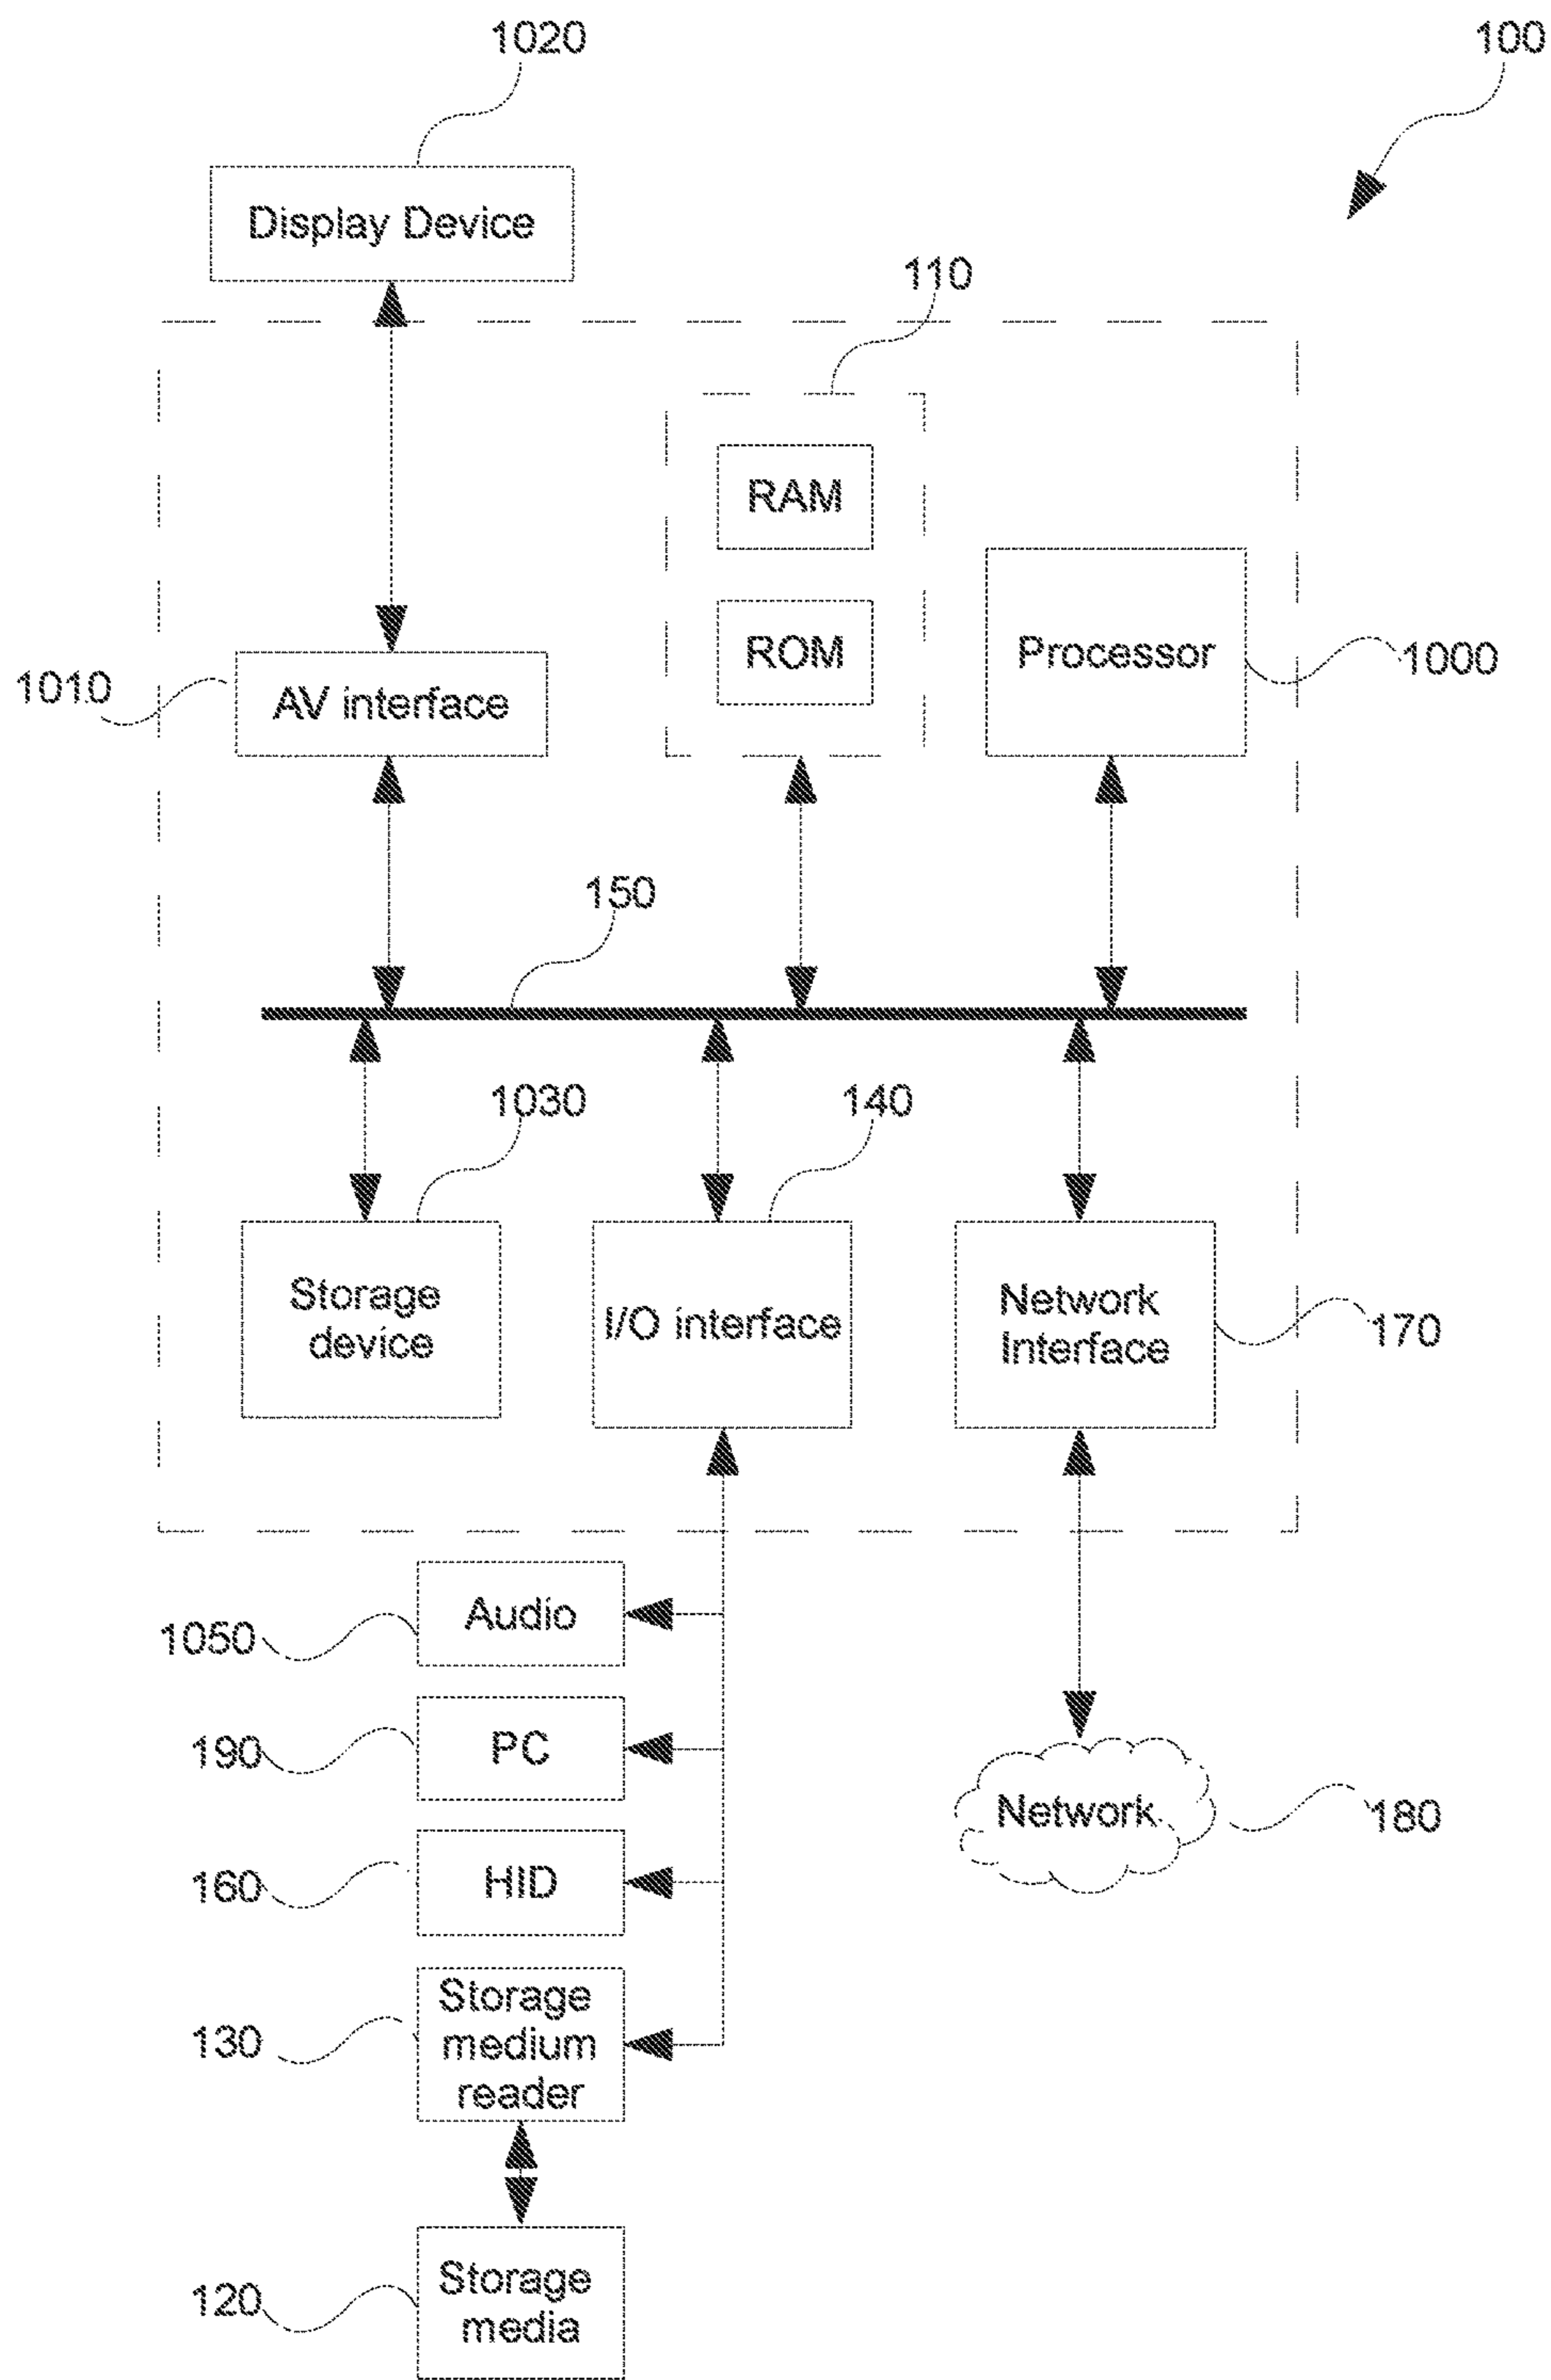 1020
100
Display Device
110
RAM
ROM
Processor
1000
1010
AV interface
150
1030
140
Storage
device
I/O interface
Network
Interface
170
Audio
1050
PC
190
HID
160
Network
180
Storage
medium
reader
130
Storage
media
120